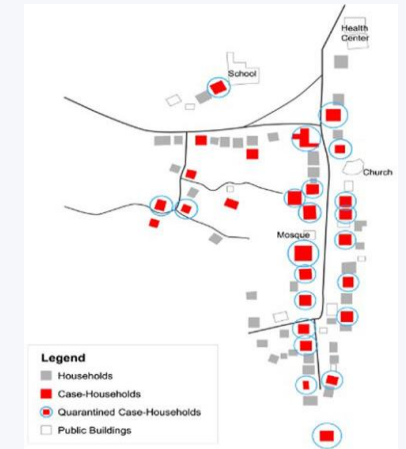 Health
Center
School
Church
Mosque
Legend
Households
Case-Households
Quarantined Case-Households
Public Buildings